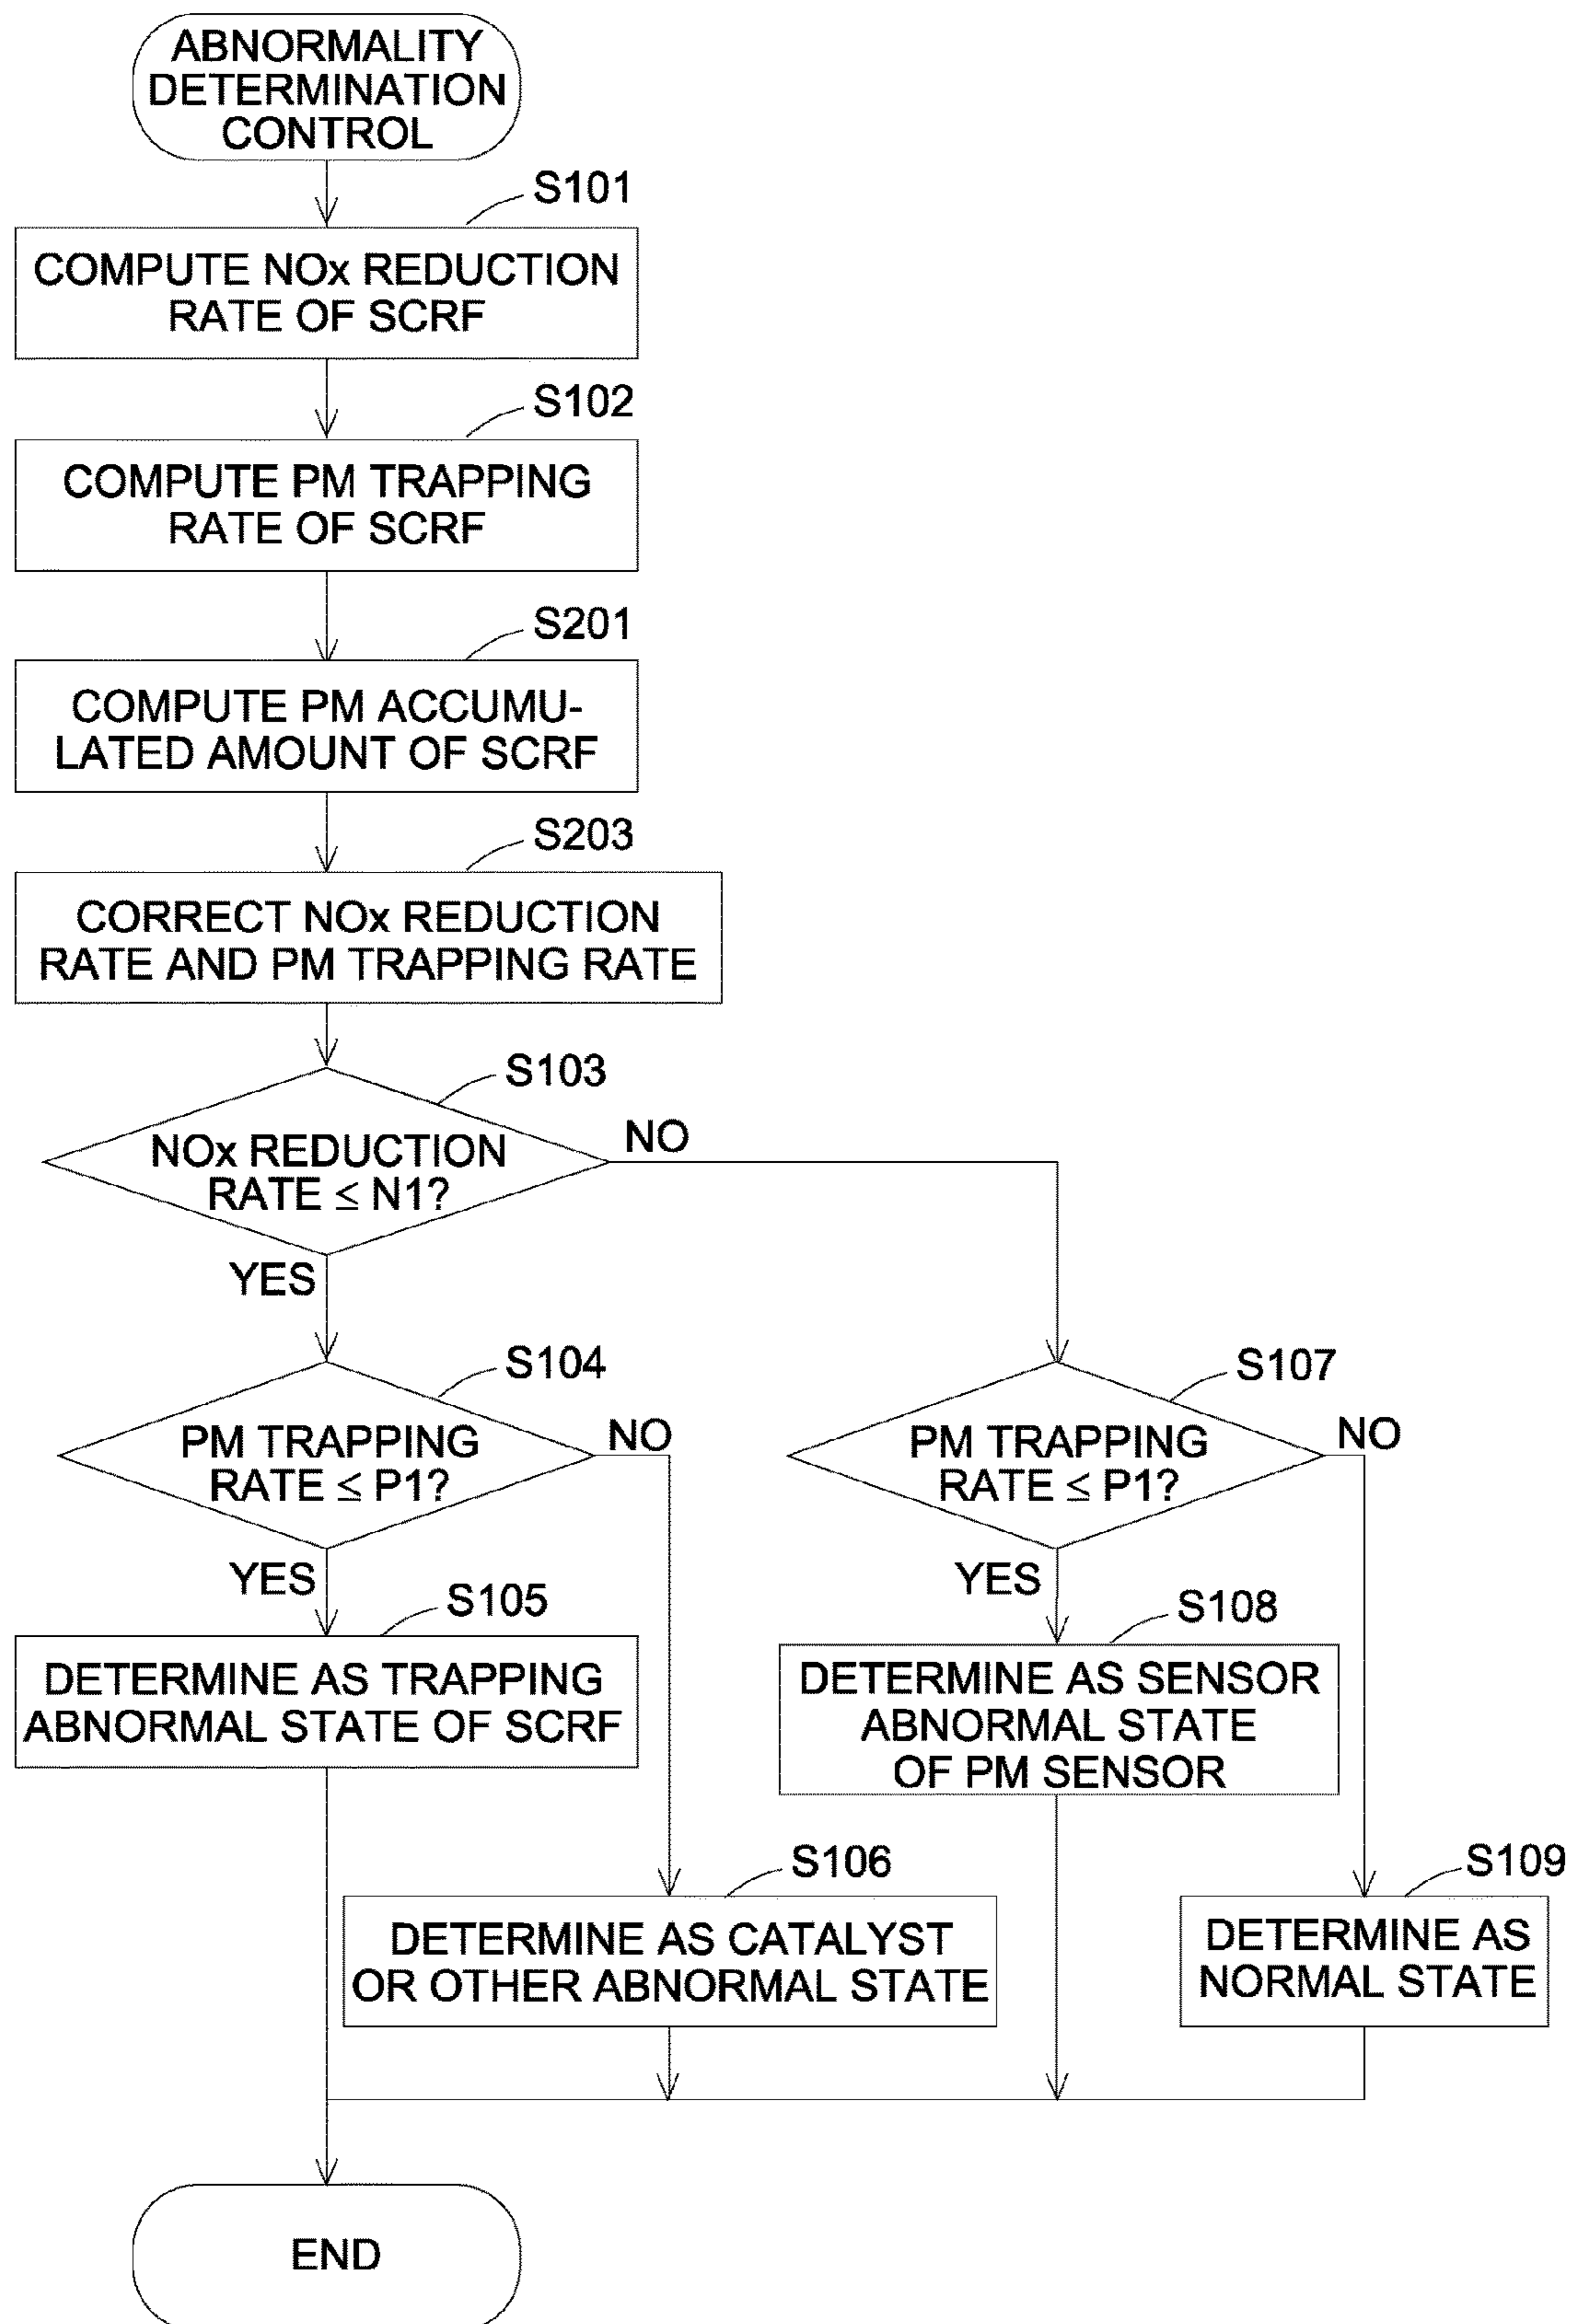 ABNORMALITY
DETERMINATION
CONTROL
S101
COMPUTE NOx REDUCTION
RATE OF SCRF
S102
COMPUTE PM TRAPPING
RATE OF SCRF
S201
COMPUTE PM ACCUMU-
LATED AMOUNT OF SCRF
S203
CORRECT NOx REDUCTION
RATE AND PM TRAPPING RATE
S103
NOx REDUCTION
RATE ≤ N1?
NO
YES
S104
PM TRAPPING
RATE ≤ P1?
NO
YES
S105
DETERMINE AS TRAPPING
ABNORMAL STATE OF SCRF
S106
DETERMINE AS CATALYST
OR OTHER ABNORMAL STATE
S107
PM TRAPPING
RATE ≤ P1?
NO
YES
S108
DETERMINE AS SENSOR
ABNORMAL STATE
OF PM SENSOR
S109
DETERMINE AS
NORMAL STATE
END